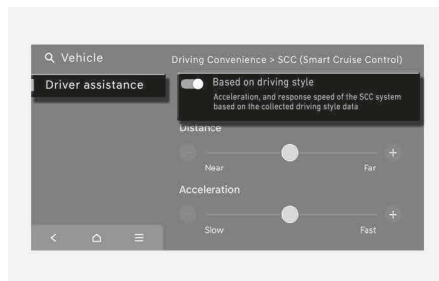 Vehicle
Driving Convenience > SCC (Smart Cruise Control)
Driver assistance
Based on driving style
Acceleration, and response speed of the SCC system
based on the collected driving style data
Distance
Near
Far
Acceleration
Slow
Fast